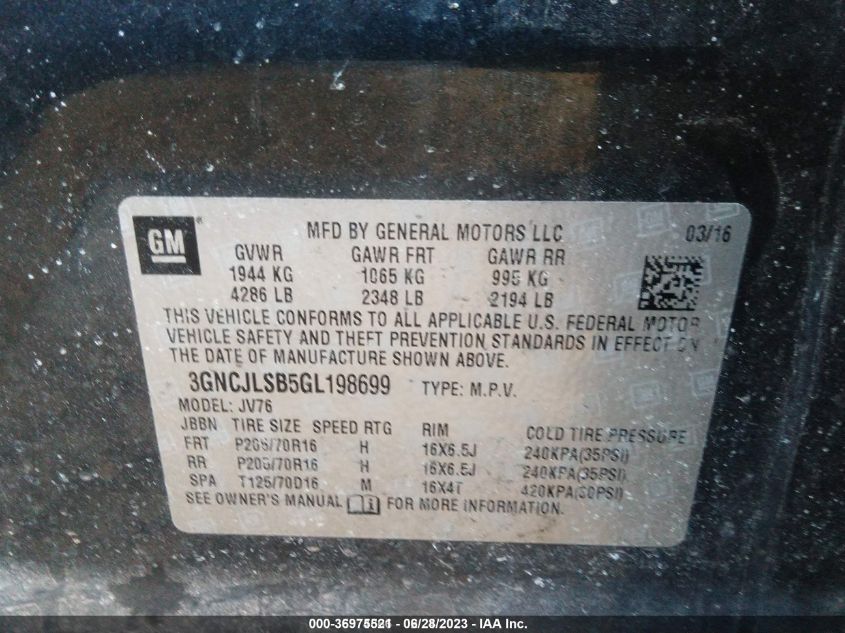 GM
MFD BY GENERAL MOTORS LLC 03/16
GVWR GAWR FRT GAWR RR
1944 KG 1065 KG 995 KG
4286 LB 2348 LB 2194 LB
THIS VEHICLE CONFORMS TO ALL APPLICABLE U.S. FEDERAL MOTOR
VEHICLE SAFETY AND THEFT PREVENTION STANDARDS IN EFFECT ON
THE DATE OF MANUFACTURE SHOWN ABOVE.
3GNCJLSB5GL198699 TYPE: M.P.V.
MODEL: JV76
JBBN TIRE SIZE SPEED RTG RIM COLD TIRE PRESSURE
FRT P205/70R16 H 16X6.5J 240KPA(35PSI)
RR P205/70R16 H 16X6.5J 240KPA(35PSI)
SPA T125/70D16 M 16X4T 420KPA(60PSI)
SEE OWNER'S MANUAL FOR MORE INFORMATION.
06/28/2023 - IAA Inc.